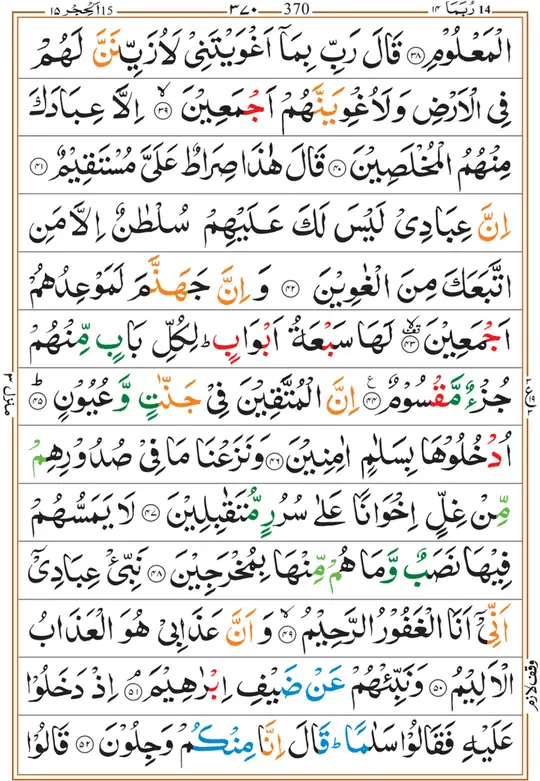 15 اَلْحِجْر ١٥ ٣٧٠ 370 رُبَمَا ١٤ 14
الْمَعْلُوْمِ ۝٣٨ قَالَ رَبِّ بِمَاۤ اَغْوَيْتَنِيْ لَاُزَيِّنَنَّ لَهُمْ
فِي الْاَرْضِ وَلَاُغْوِيَنَّهُمْ اَجْمَعِيْنَ ۝٣٩ۙ اِلَّا عِبَادَكَ
مِنْهُمُ الْمُخْلَصِيْنَ ۝٤٠ قَالَ هٰذَا صِرَاطٌ عَلَيَّ مُسْتَقِيْمٌ ۝٤١
اِنَّ عِبَادِيْ لَيْسَ لَكَ عَلَيْهِمْ سُلْطٰنٌ اِلَّا مَنِ
اتَّبَعَكَ مِنَ الْغٰوِيْنَ ۝٤٢ وَاِنَّ جَهَنَّمَ لَمَوْعِدُهُمْ
اَجْمَعِيْنَ ۝٤٣ لَهَا سَبْعَةُ اَبْوَابٍ ؕ لِكُلِّ بَابٍ مِّنْهُمْ
جُزْءٌ مَّقْسُوْمٌ ۝٤٤ اِنَّ الْمُتَّقِيْنَ فِيْ جَنّٰتٍ وَّعُيُوْنٍ ۝٤٥ؕ
اُدْخُلُوْهَا بِسَلٰمٍ اٰمِنِيْنَ ۝٤٦ وَنَزَعْنَا مَا فِيْ صُدُوْرِهِمْ
مِّنْ غِلٍّ اِخْوَانًا عَلٰى سُرُرٍ مُّتَقٰبِلِيْنَ ۝٤٧ لَا يَمَسُّهُمْ
فِيْهَا نَصَبٌ وَّمَا هُمْ مِّنْهَا بِمُخْرَجِيْنَ ۝٤٨ نَبِّئْ عِبَادِيْۤ
اَنِّيْۤ اَنَا الْغَفُوْرُ الرَّحِيْمُ ۝٤٩ۙ وَاَنَّ عَذَابِيْ هُوَ الْعَذَابُ
الْاَلِيْمُ ۝٥٠ وَنَبِّئْهُمْ عَنْ ضَيْفِ اِبْرٰهِيْمَ ۝٥١ اِذْ دَخَلُوْا
عَلَيْهِ فَقَالُوْا سَلٰمًا ؕ قَالَ اِنَّا مِنْكُمْ وَجِلُوْنَ ۝٥٢ قَالُوْا
منزل ٣
وقف لازم